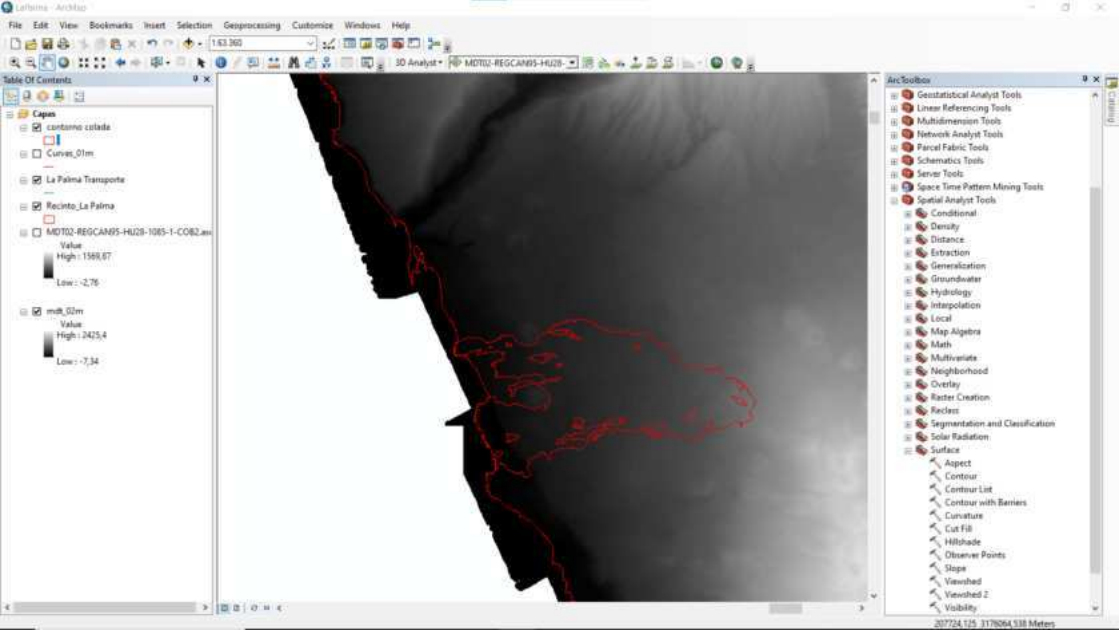 LaPalma - ArcMap
File Edit View Bookmarks Insert Selection Geoprocessing Customize Windows Help
1:63.360
3D Analyst MDT02-REGCAN95-HU28-
Table Of Contents
Capas
contorno colada
Curvas_01m
La Palma Transporte
Recinto_La Palma
MDT02-REGCAN95-HU28-1085-1-COB2.asc
Value
High : 1569,87
Low : -2,76
mdt_02m
Value
High : 2425,4
Low : -7,34
ArcToolbox
Geostatistical Analyst Tools
Linear Referencing Tools
Multidimension Tools
Network Analyst Tools
Parcel Fabric Tools
Schematics Tools
Server Tools
Space Time Pattern Mining Tools
Spatial Analyst Tools
Conditional
Density
Distance
Extraction
Generalization
Groundwater
Hydrology
Interpolation
Local
Map Algebra
Math
Multivariate
Neighborhood
Overlay
Raster Creation
Reclass
Segmentation and Classification
Solar Radiation
Surface
Aspect
Contour
Contour List
Contour with Barriers
Curvature
Cut Fill
Hillshade
Observer Points
Slope
Viewshed
Viewshed 2
Visibility
Catalog
207724,125 3176064,538 Meters